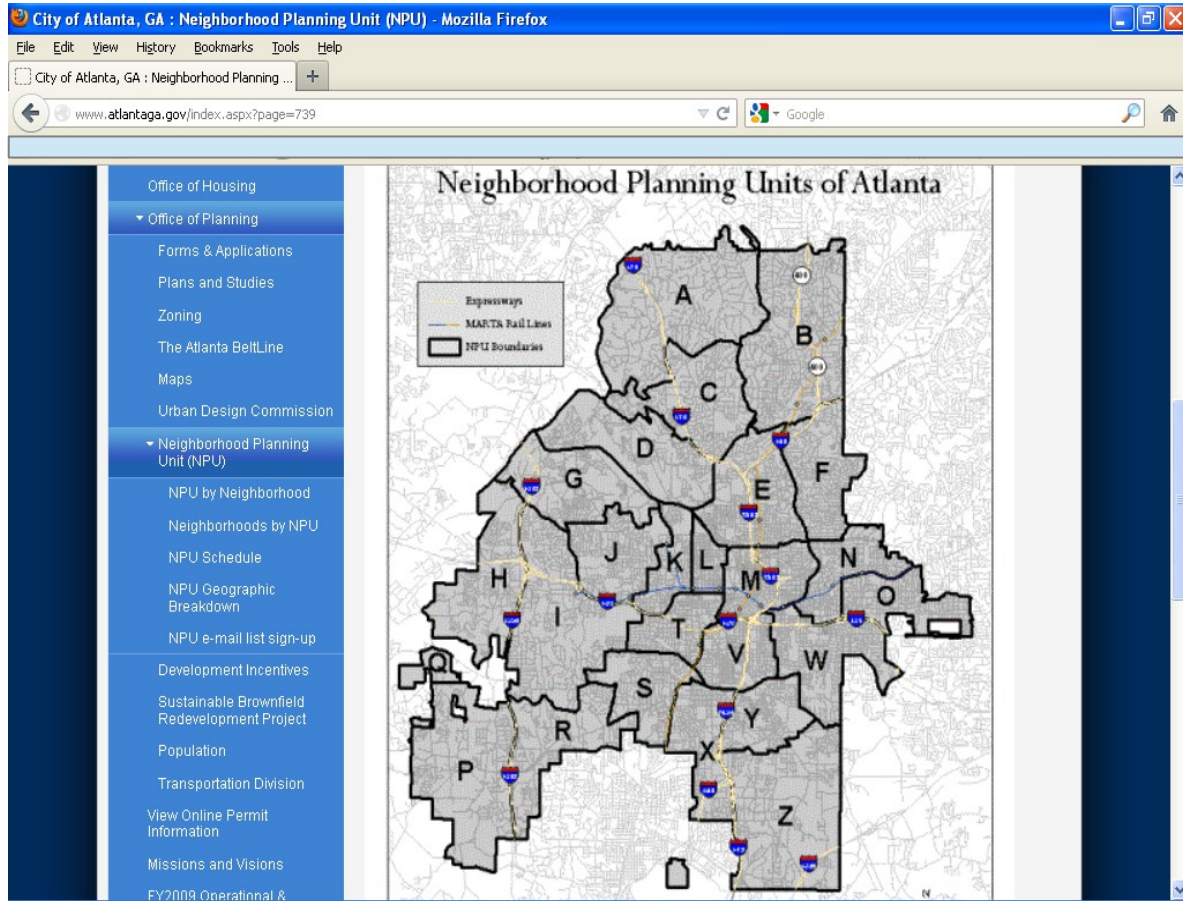 City of Atlanta, GA : Neighborhood Planning Unit (NPU) - Mozilla Firefox
File Edit View History Bookmarks Tools Help
City of Atlanta, GA : Neighborhood Planning ... +
www.atlantaga.gov/index.aspx?page=739
Google
Office of Housing
Office of Planning
Forms & Applications
Plans and Studies
Zoning
The Atlanta BeltLine
Maps
Urban Design Commission
Neighborhood Planning
Unit (NPU)
NPU by Neighborhood
Neighborhoods by NPU
NPU Schedule
NPU Geographic
Breakdown
NPU e-mail list sign-up
Development Incentives
Sustainable Brownfield
Redevelopment Project
Population
Transportation Division
View Online Permit
Information
Missions and Visions
FY2009 Operational &
Neighborhood Planning Units of Atlanta
Expressways
MARTA Rail Lines
NPU Boundaries
A
B
C
D
E
F
G
H
I
J
K
L
M
N
O
P
Q
R
S
T
V
W
X
Y
Z
N